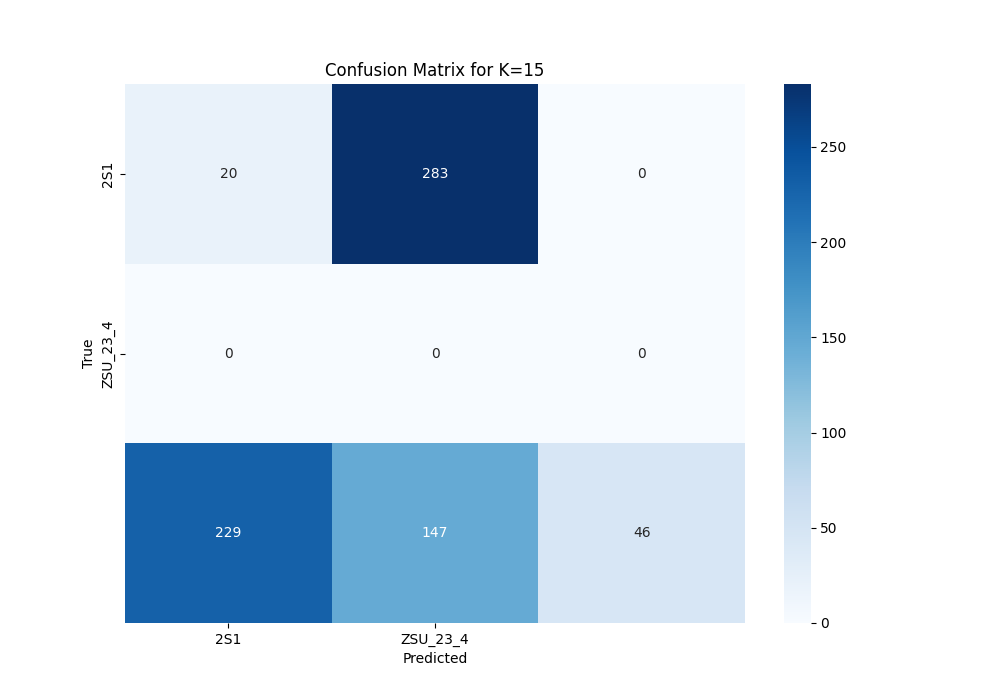 Confusion Matrix for K=15
2S1
20 283 0
True
ZSU_23_4
0 0 0
229 147 46
2S1 ZSU_23_4
Predicted
250
200
150
100
50
0